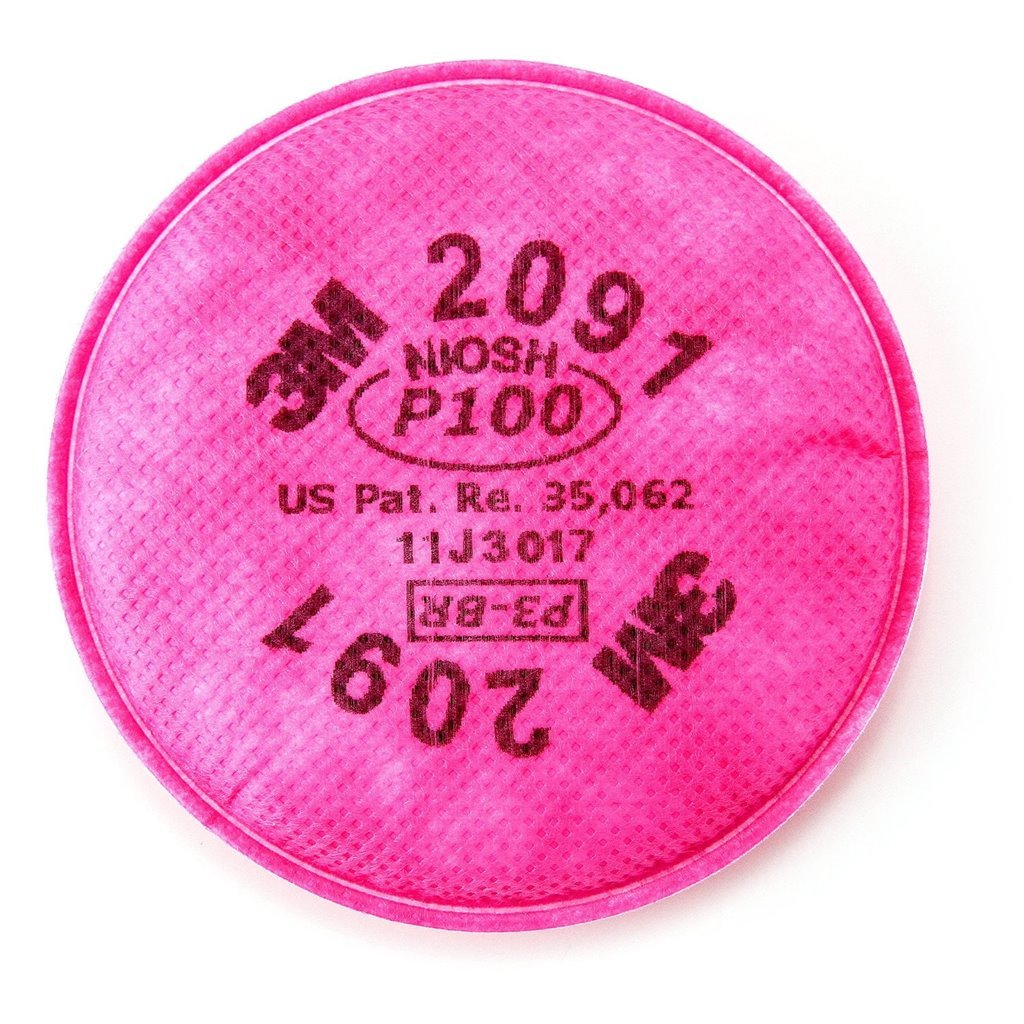 3M 2091
NIOSH
P100
US Pat. Re. 35,062
11J3017
P3-BR
3M 2091